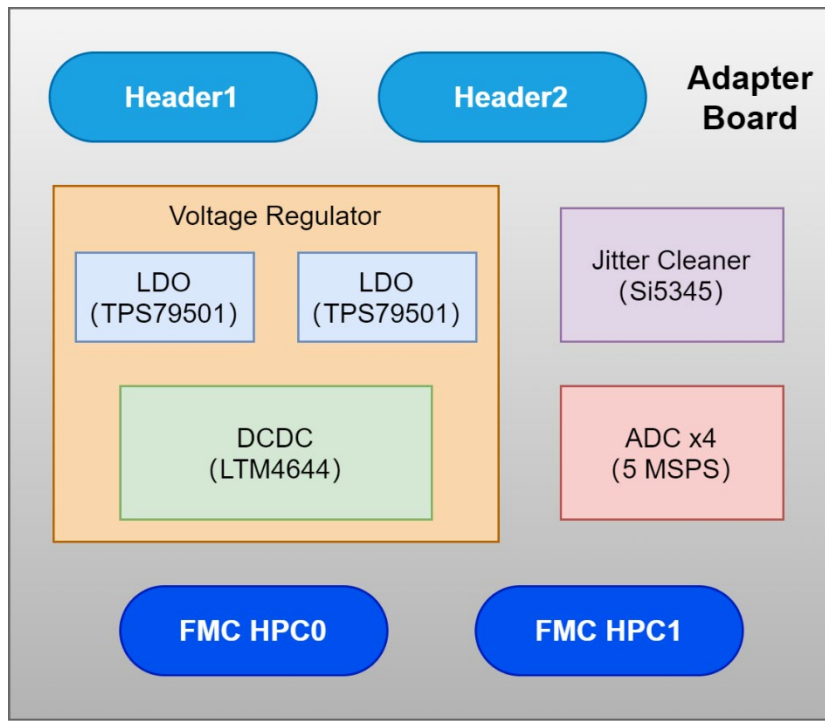 Header1
Header2
Adapter
Board
Voltage Regulator
LDO
(TPS79501)
LDO
(TPS79501)
Jitter Cleaner
(Si5345)
DCDC
(LTM4644)
ADC x4
(5 MSPS)
FMC HPC0
FMC HPC1